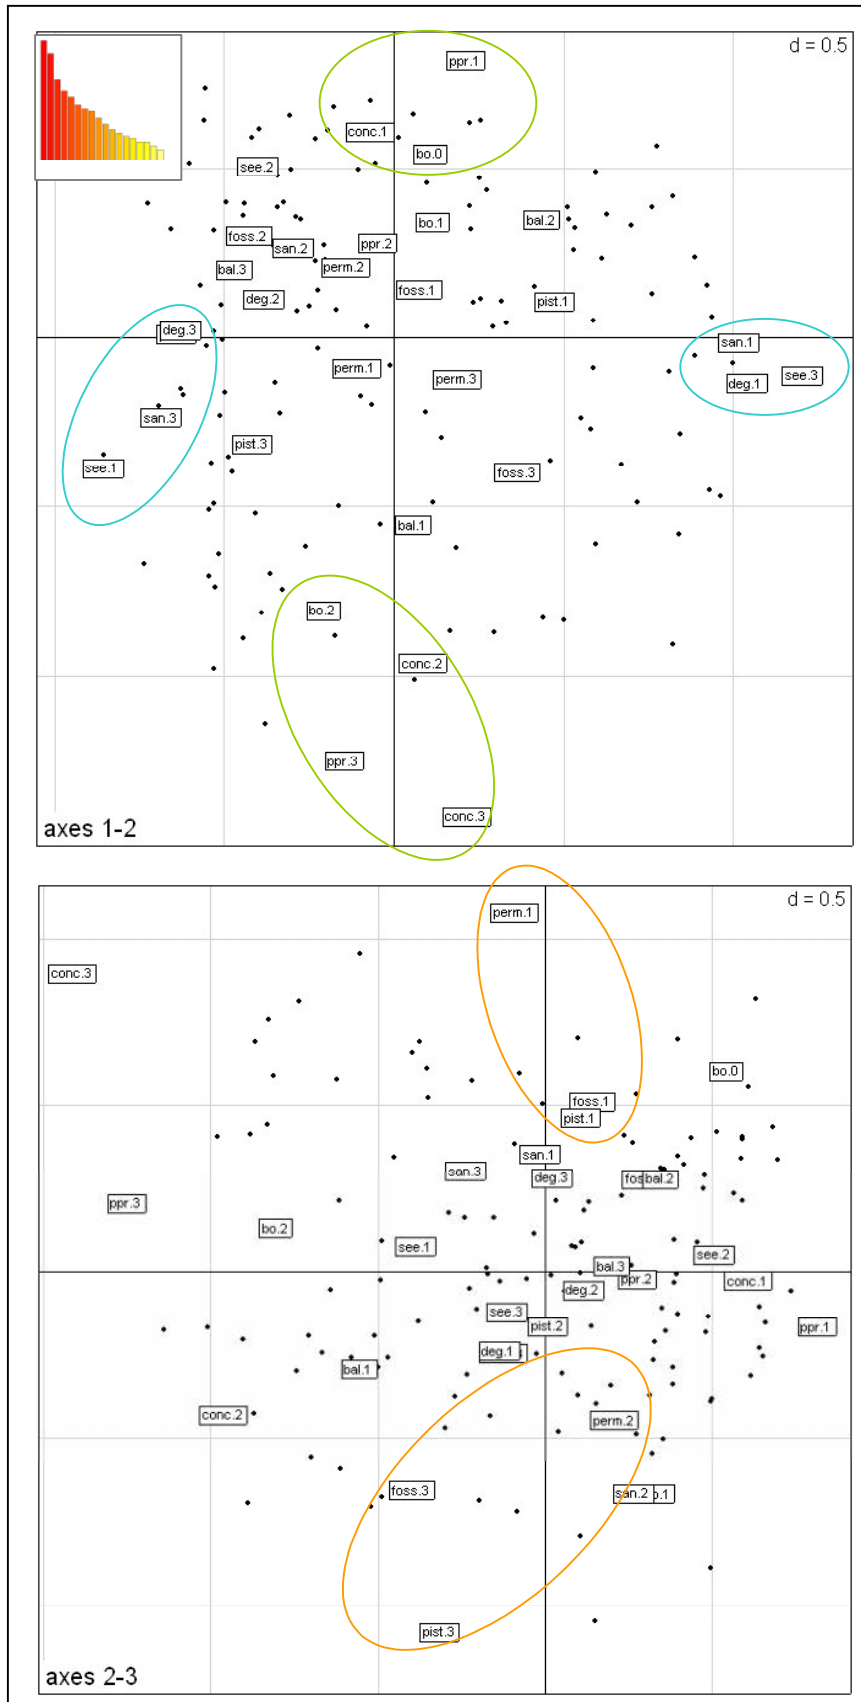 d = 0.5
ppr.1
conc.1
bo.0
see.2
bo.1
bal.2
foss.2
san.2
ppr.2
bal.3
perm.2
deg.2
foss.1
pist.1
deg.3
san.1
perm.1
perm.3
deg.1
see.3
san.3
pist.3
see.1
foss.3
bal.1
bo.2
conc.2
ppr.3
conc.3
axes 1-2
d = 0.5
perm.1
conc.3
bo.0
foss.1
pist.1
san.1
san.3
deg.3
bal.2
ppr.3
bo.2
see.1
see.2
bal.3
ppr.2
conc.1
deg.2
see.3
pist.2
ppr.1
deg.1
bal.1
conc.2
perm.2
foss.3
san.2
pist.3
axes 2-3